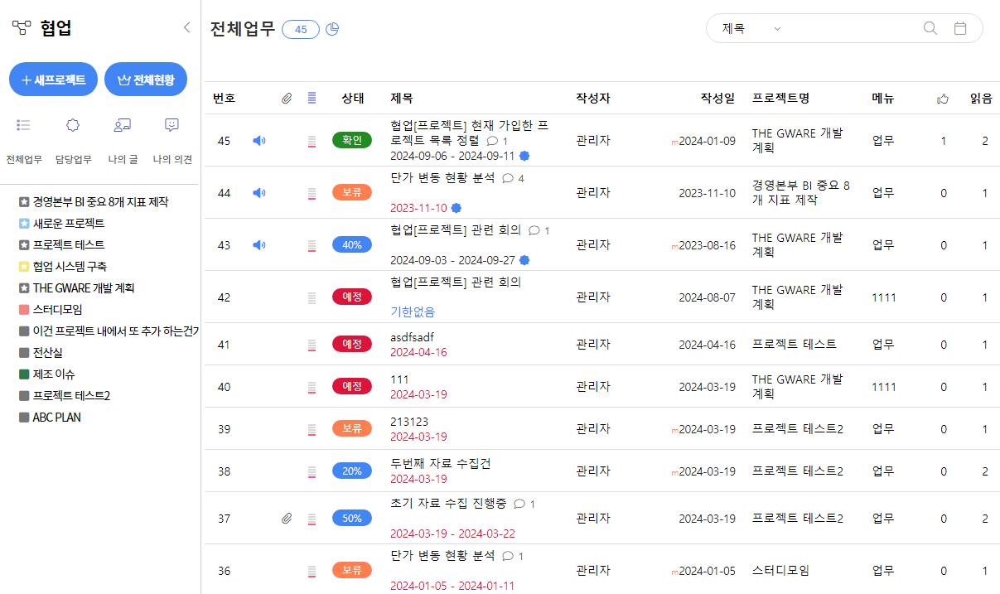 협업
새프로젝트 전체현황
전체업무 담당업무 나의 글 나의 의견
경영본부 BI 중요 8개 지표 제작
새로운 프로젝트
프로젝트 테스트
협업 시스템 구축
THE GWARE 개발 계획
스터디모임
이건 프로젝트 내에서 또 추가 하는건가
전산실
제조 이슈
프로젝트 테스트2
ABC PLAN
전체업무 45 제목
번호 상태 제목 작성자 작성일 프로젝트명 메뉴 읽음
45 확인 협업[프로젝트] 현재 가입한 프
로젝트 목록 정렬 1
2024-09-06 - 2024-09-11
관리자 m2024-01-09 THE GWARE 개발
계획
업무 1 2
44 보류 단가 변동 현황 분석 4
2023-11-10
관리자 2023-11-10 경영본부 BI 중요 8
개 지표 제작
업무 0 1
43 40% 협업[프로젝트] 관련 회의 1
2024-09-03 - 2024-09-27
관리자 m2023-08-16 THE GWARE 개발
계획
업무 0 1
42 예정 협업[프로젝트] 관련 회의
기한없음
관리자 2024-08-07 THE GWARE 개발
계획
1111 0 1
41 예정 asdfsadf
2024-04-16
관리자 2024-04-16 프로젝트 테스트 업무 0 1
40 예정 111
2024-03-19
관리자 2024-03-19 THE GWARE 개발
계획
1111 0 1
39 보류 213123
2024-03-19
관리자 m2024-03-19 프로젝트 테스트2 업무 0 1
38 20% 두번째 자료 수집건
2024-03-19
관리자 m2024-03-19 프로젝트 테스트2 업무 0 2
37 50% 초기 자료 수집 진행중 1
2024-03-19 - 2024-03-22
관리자 2024-03-19 프로젝트 테스트2 업무 0 2
36 보류 단가 변동 현황 분석 1
2024-01-05 - 2024-01-11
관리자 m2024-01-05 스터디모임 업무 0 1